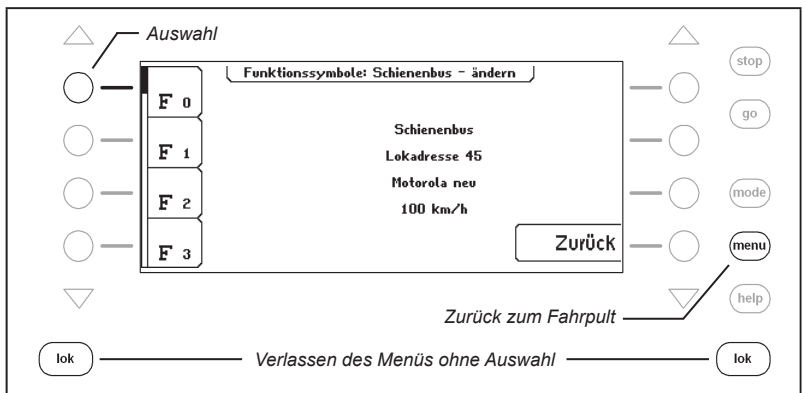 Auswahl
stop
Funktionssymbole: Schienenbus - ändern
F 0
go
Schienenbus
F 1
Lokadresse 45
Motorola neu
mode
F 2
100 km/h
Zurück
menu
F 3
help
Zurück zum Fahrpult
lok
Verlassen des Menüs ohne Auswahl
lok